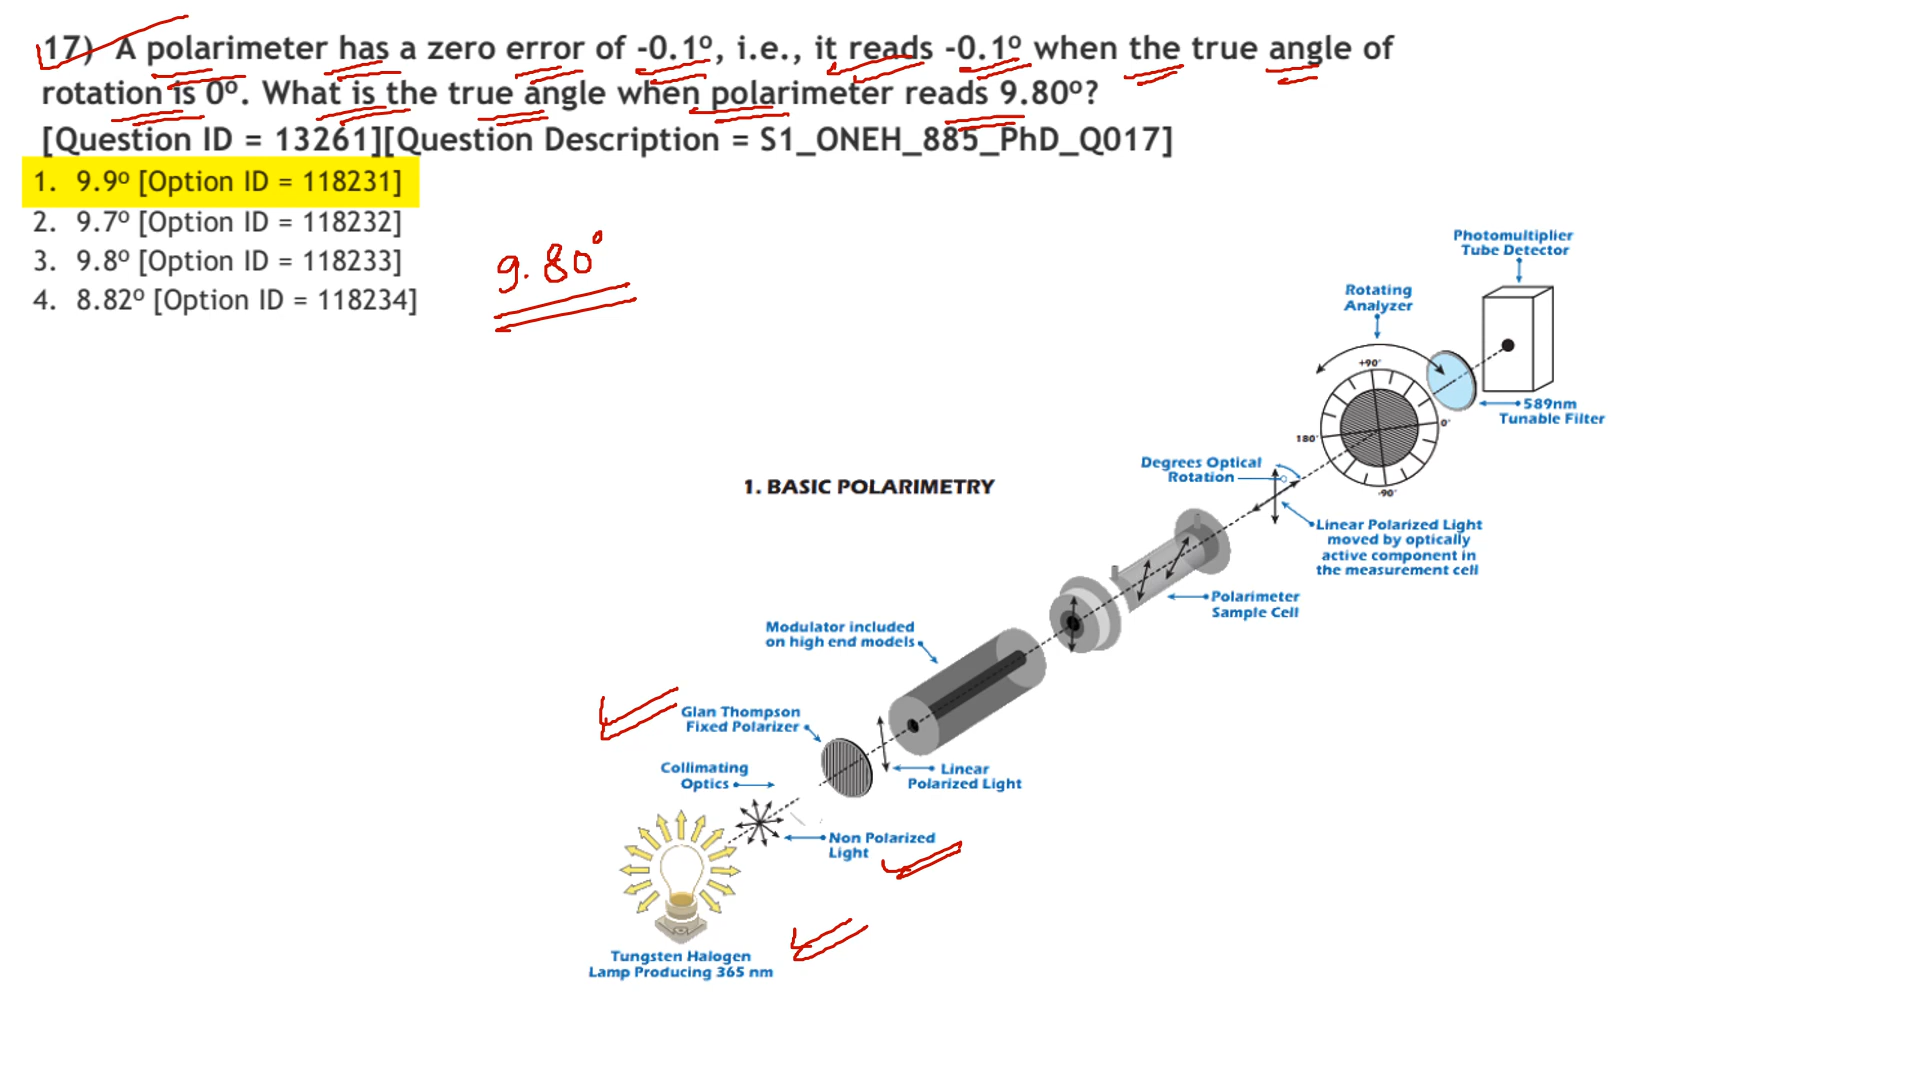 17) A polarimeter has a zero error of -0.1º, i.e., it reads -0.1º when the true angle of
rotation is 0º. What is the true angle when polarimeter reads 9.80º?
[Question ID = 13261][Question Description = S1_ONEH_885_PhD_Q017]
1. 9.9º [Option ID = 118231]
2. 9.7º [Option ID = 118232]
3. 9.8º [Option ID = 118233]
4. 8.82º [Option ID = 118234]
9.80°
Photomultiplier
Tube Detector
Rotating
Analyzer
+90°
589nm
Tunable Filter
0°
180°
-90°
Degrees Optical
Rotation
1. BASIC POLARIMETRY
Linear Polarized Light
moved by optically
active component in
the measurement cell
Polarimeter
Sample Cell
Modulator included
on high end models
Glan Thompson
Fixed Polarizer
Collimating
Optics
Linear
Polarized Light
Non Polarized
Light
Tungsten Halogen
Lamp Producing 365 nm